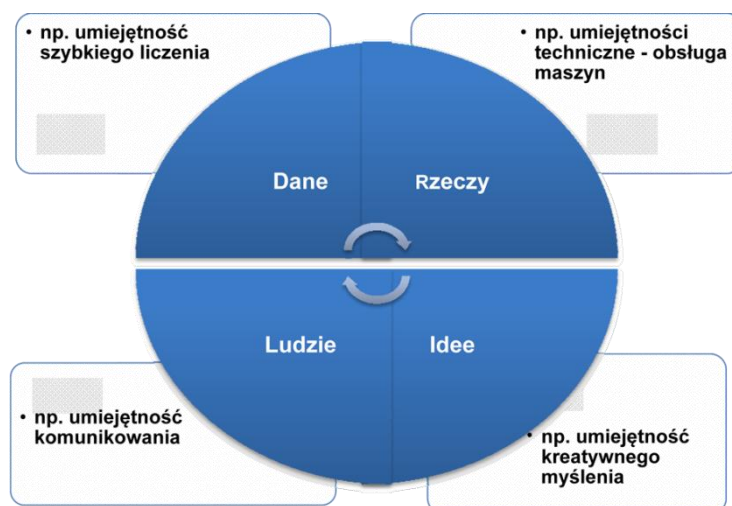 • np. umiejętność
szybkiego liczenia
• np. umiejętności
techniczne - obsługa
maszyn
Dane
Rzeczy
Ludzie
Idee
• np. umiejętność
komunikowania
• np. umiejętność
kreatywnego
myślenia